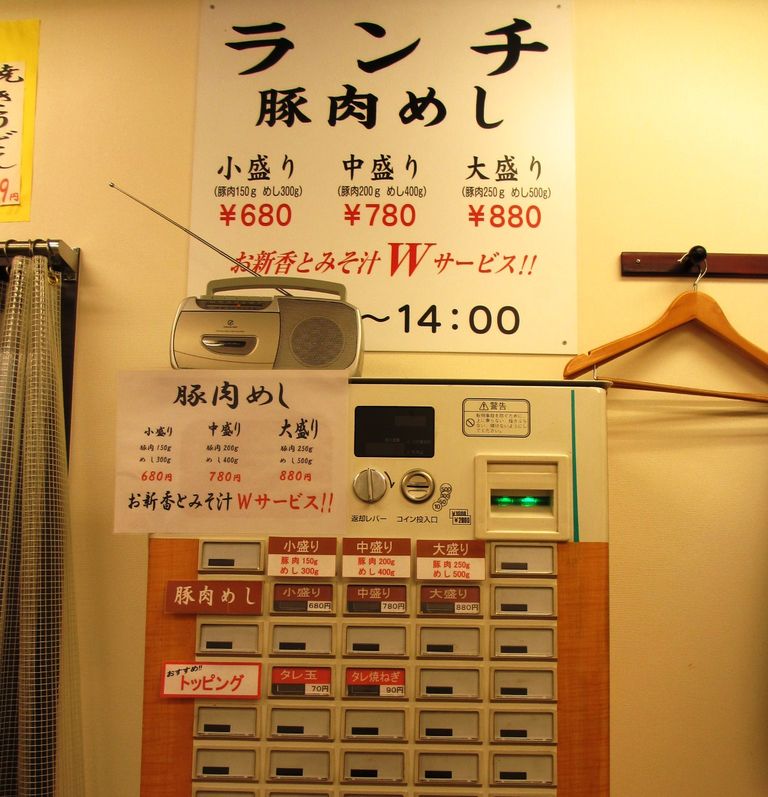 ランチ
豚肉めし
小盛り 中盛り 大盛り
(豚肉150g めし300g) (豚肉200g めし400g) (豚肉250g めし500g)
¥680 ¥780 ¥880
お新香とみそ汁Wサービス!!
〜14:00
焼きうどん
9円
豚肉めし
小盛り 中盛り 大盛り
豚肉150g 豚肉200g 豚肉250g
めし300g めし400g めし500g
680円 780円 880円
お新香とみそ汁Wサービス!!
警告
返却レバー コイン投入口
小盛り 中盛り 大盛り
豚肉150g 豚肉200g 豚肉250g
めし300g めし400g めし500g
豚肉めし 小盛り 中盛り 大盛り
680円 780円 880円
おすすめ!!
トッピング
タレ玉 タレ焼ねぎ
70円 90円